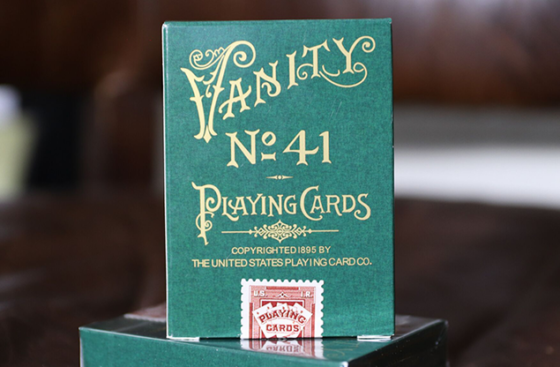 VANITY
No 41
PLAYING CARDS
COPYRIGHTED 1895 BY
THE UNITED STATES PLAYING CARD CO.
U.S. I.R.
PLAYING
CARDS